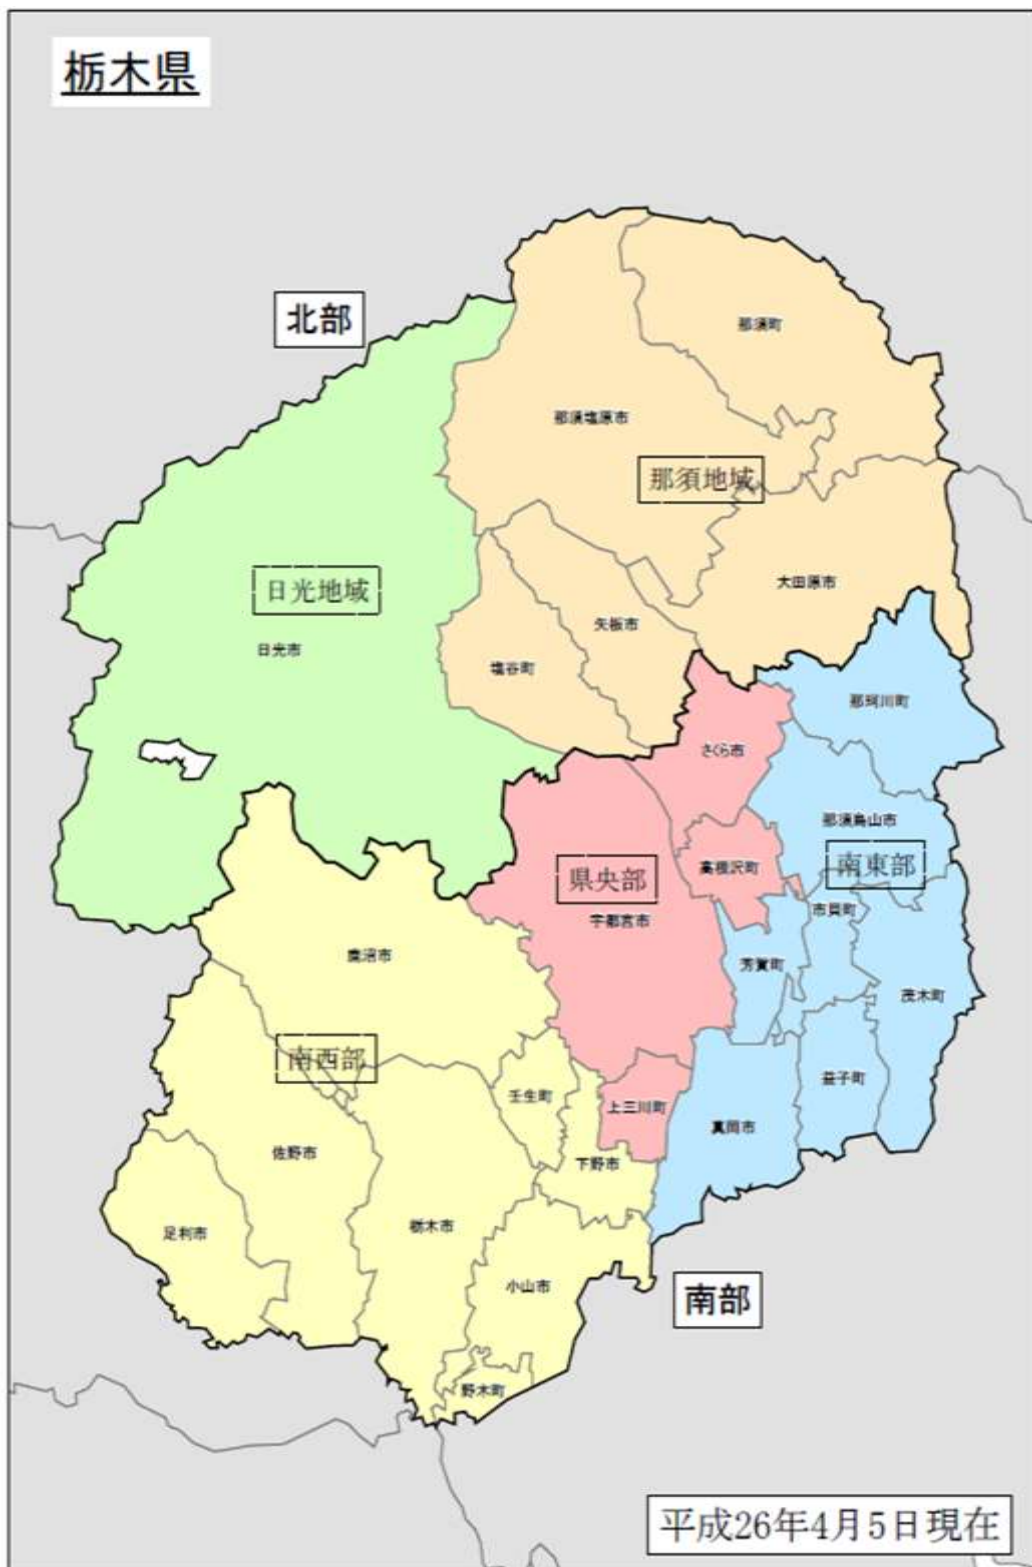 栃木県
北部
那須町
那須塩原市
那須地域
大田原市
日光地域
矢板市
日光市
塩谷町
那珂川町
さくら市
那須烏山市
南東部
高根沢町
県央部
市貝町
宇都宮市
鹿沼市
芳賀町
茂木町
南西部
益子町
壬生町
上三川町
真岡市
佐野市
下野市
栃木市
足利市
小山市
南部
野木町
平成26年4月5日現在